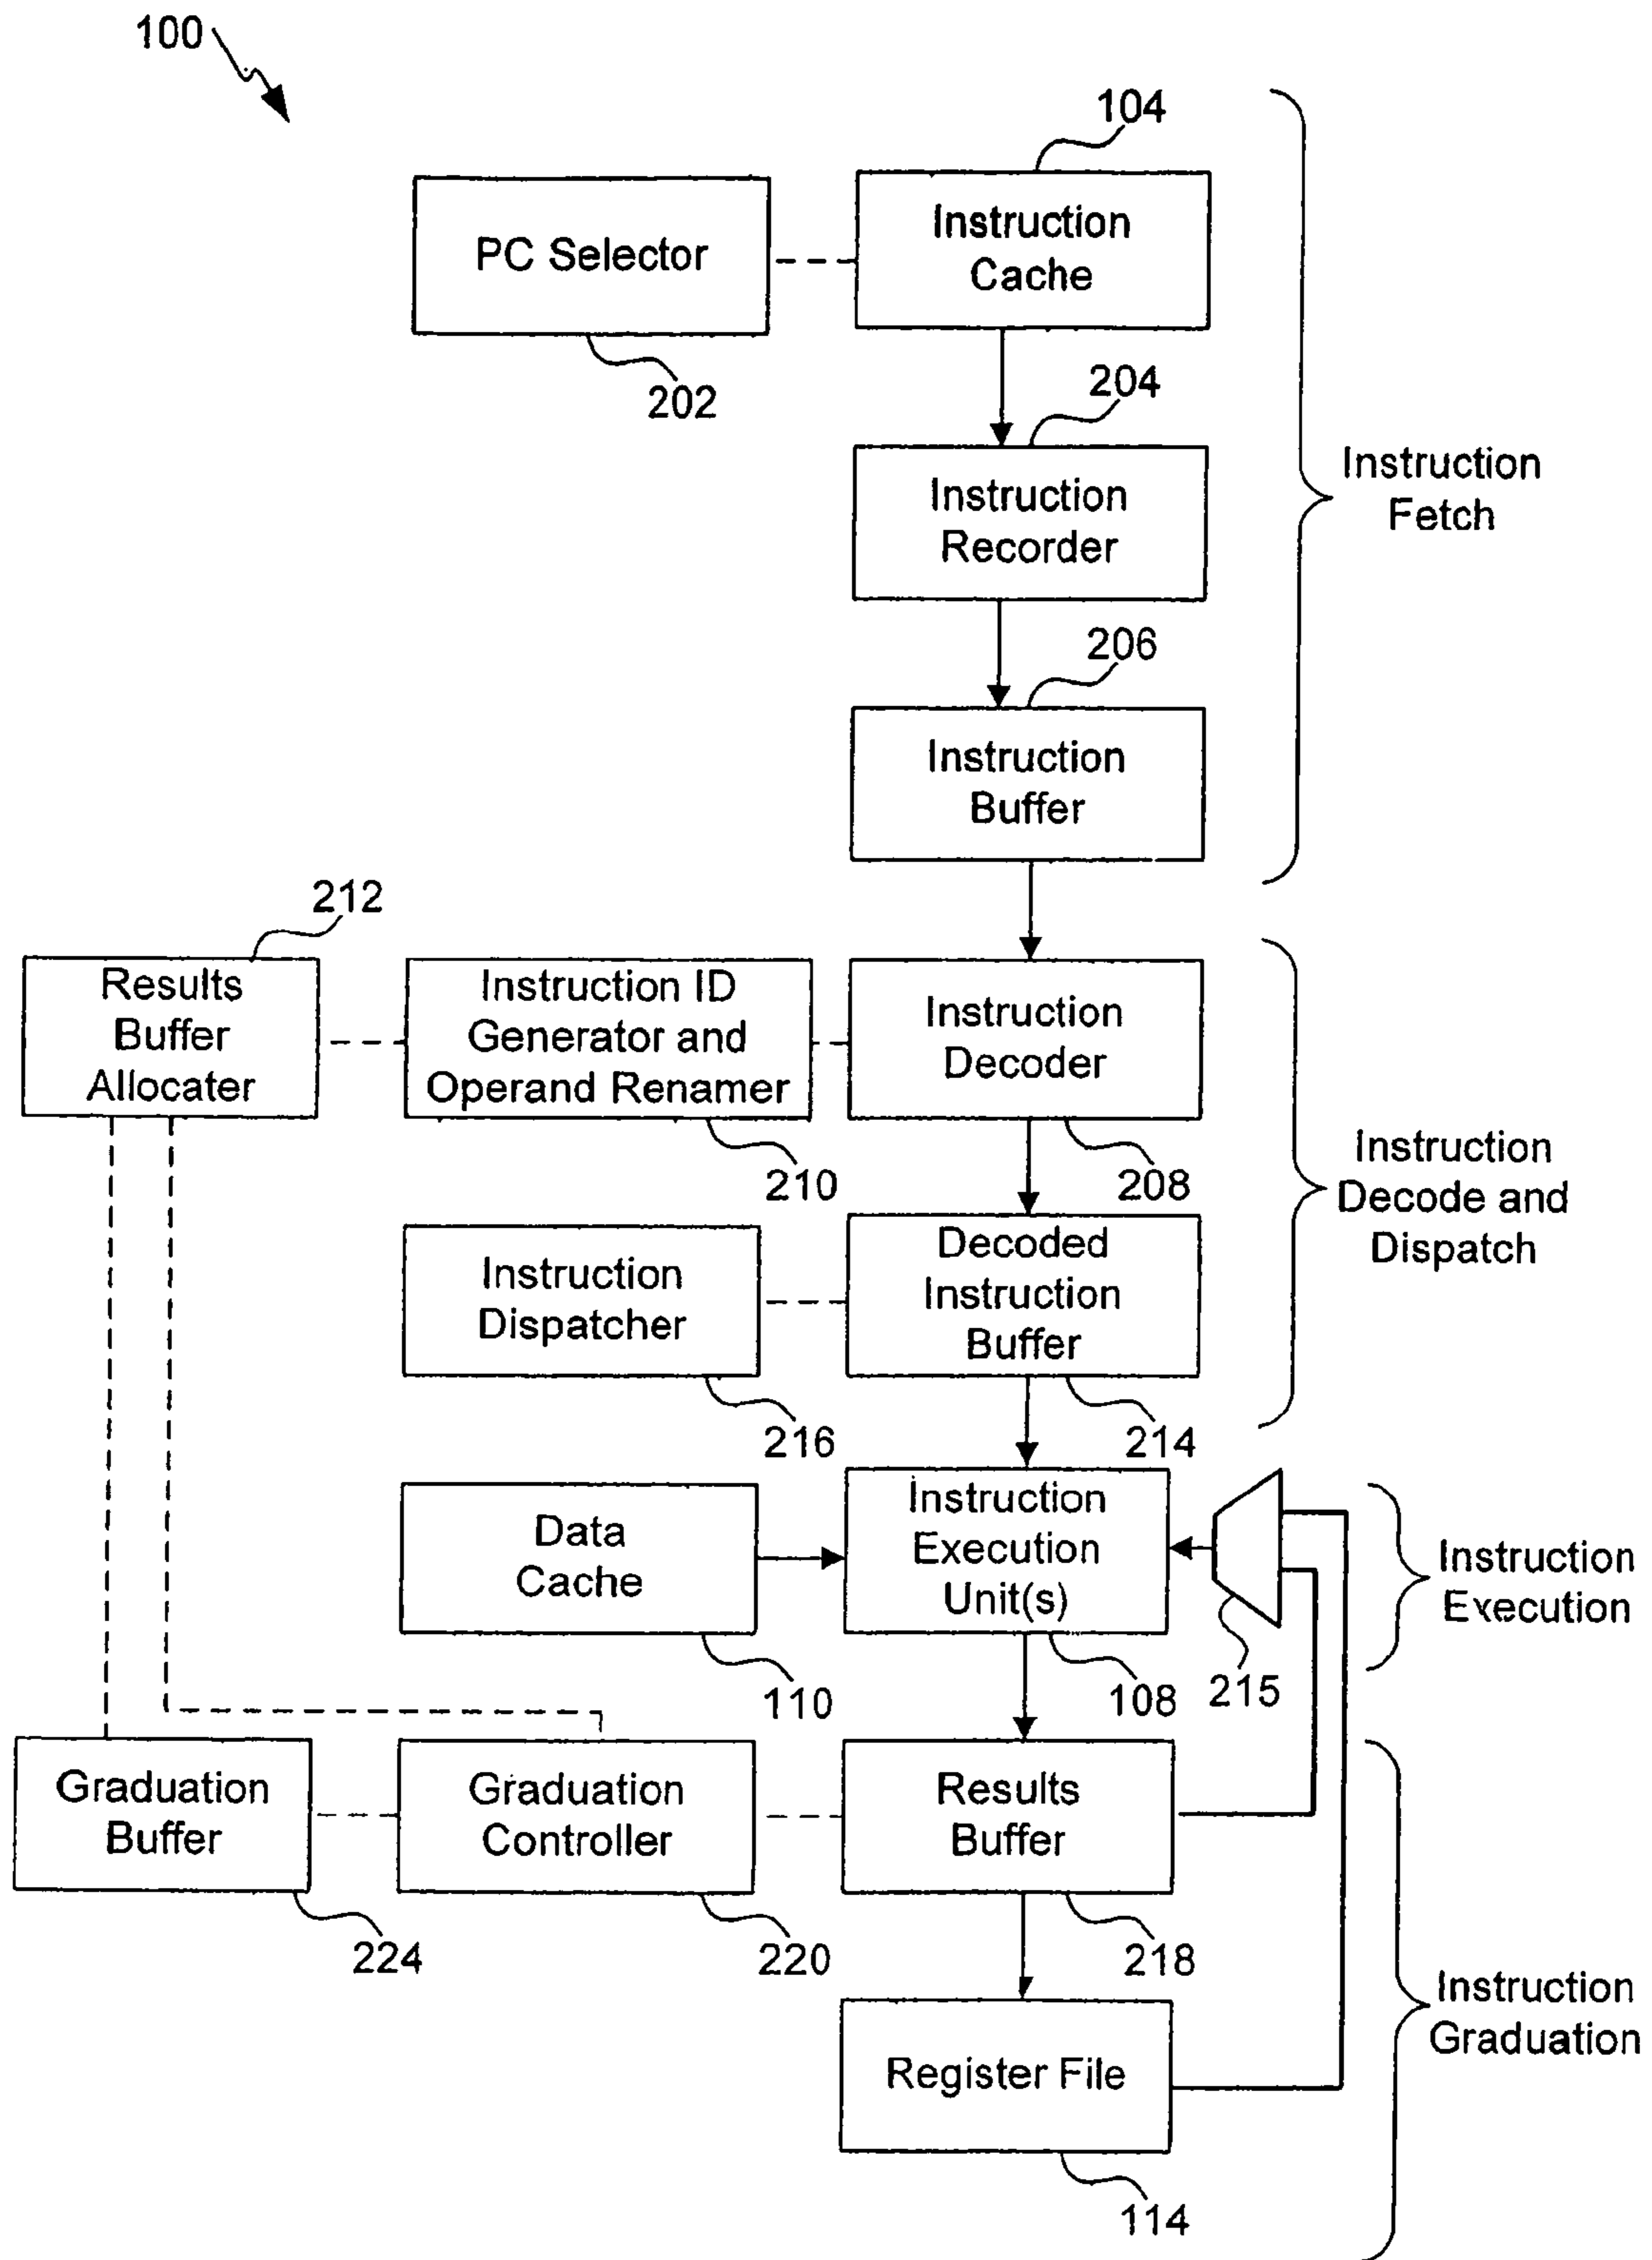 100
104
PC Selector
Instruction
Cache
202
204
Instruction
Recorder
Instruction
Fetch
206
Instruction
Buffer
212
Results
Buffer
Allocater
Instruction ID
Generator and
Operand Renamer
Instruction
Decoder
210
208
Instruction
Decode and
Dispatch
Instruction
Dispatcher
Decoded
Instruction
Buffer
216
214
Data
Cache
Instruction
Execution
Unit(s)
Instruction
Execution
110
108
215
Graduation
Buffer
Graduation
Controller
Results
Buffer
224
220
218
Instruction
Graduation
Register File
114